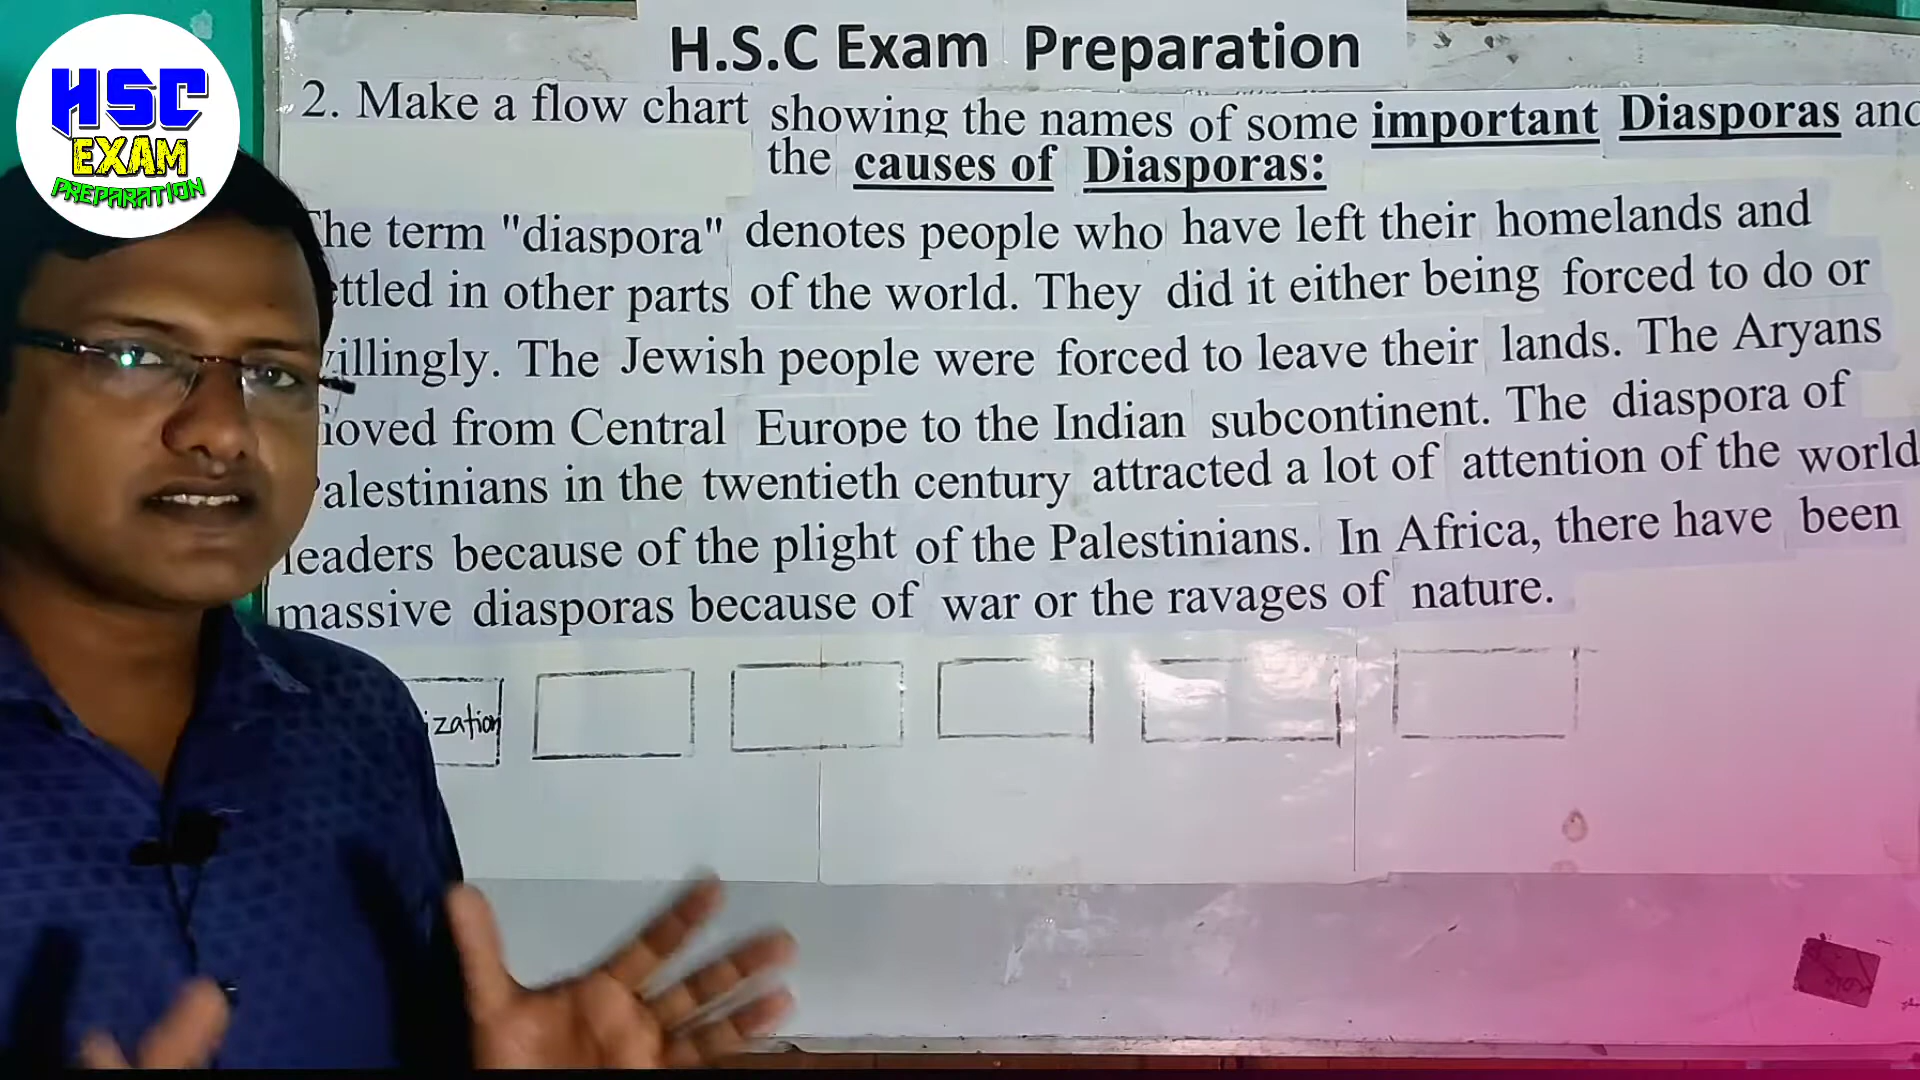 HSC
EXAM
PREPARATION
H.S.C Exam Preparation
2. Make a flow chart showing the names of some important Diasporas and
the causes of Diasporas:
The term "diaspora" denotes people who have left their homelands and
ettled in other parts of the world. They did it either being forced to do or
illingly. The Jewish people were forced to leave their lands. The Aryans
oved from Central Europe to the Indian subcontinent. The diaspora of
alestinians in the twentieth century attracted a lot of attention of the world
leaders because of the plight of the Palestinians. In Africa, there have been
massive diasporas because of war or the ravages of nature.
ization